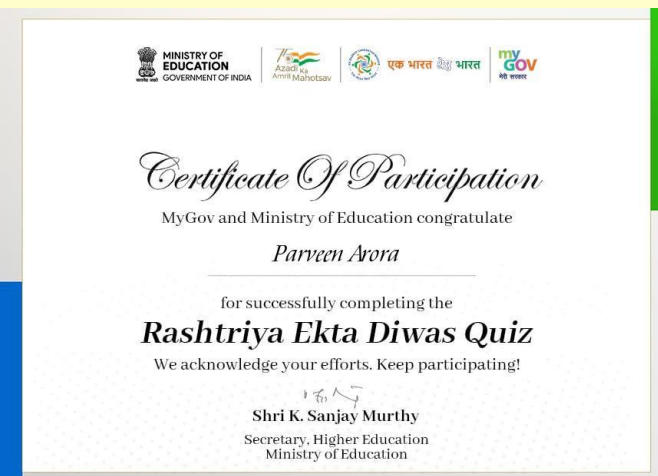 MINISTRY OF
EDUCATION
GOVERNMENT OF INDIA
75
Azadi Ka
Amrit Mahotsav
एक भारत श्रेष्ठ भारत
my
GOV
मेरी सरकार
Certificate Of Participation
MyGov and Ministry of Education congratulate
Parveen Arora
for successfully completing the
Rashtriya Ekta Diwas Quiz
We acknowledge your efforts. Keep participating!
Shri K. Sanjay Murthy
Secretary, Higher Education
Ministry of Education